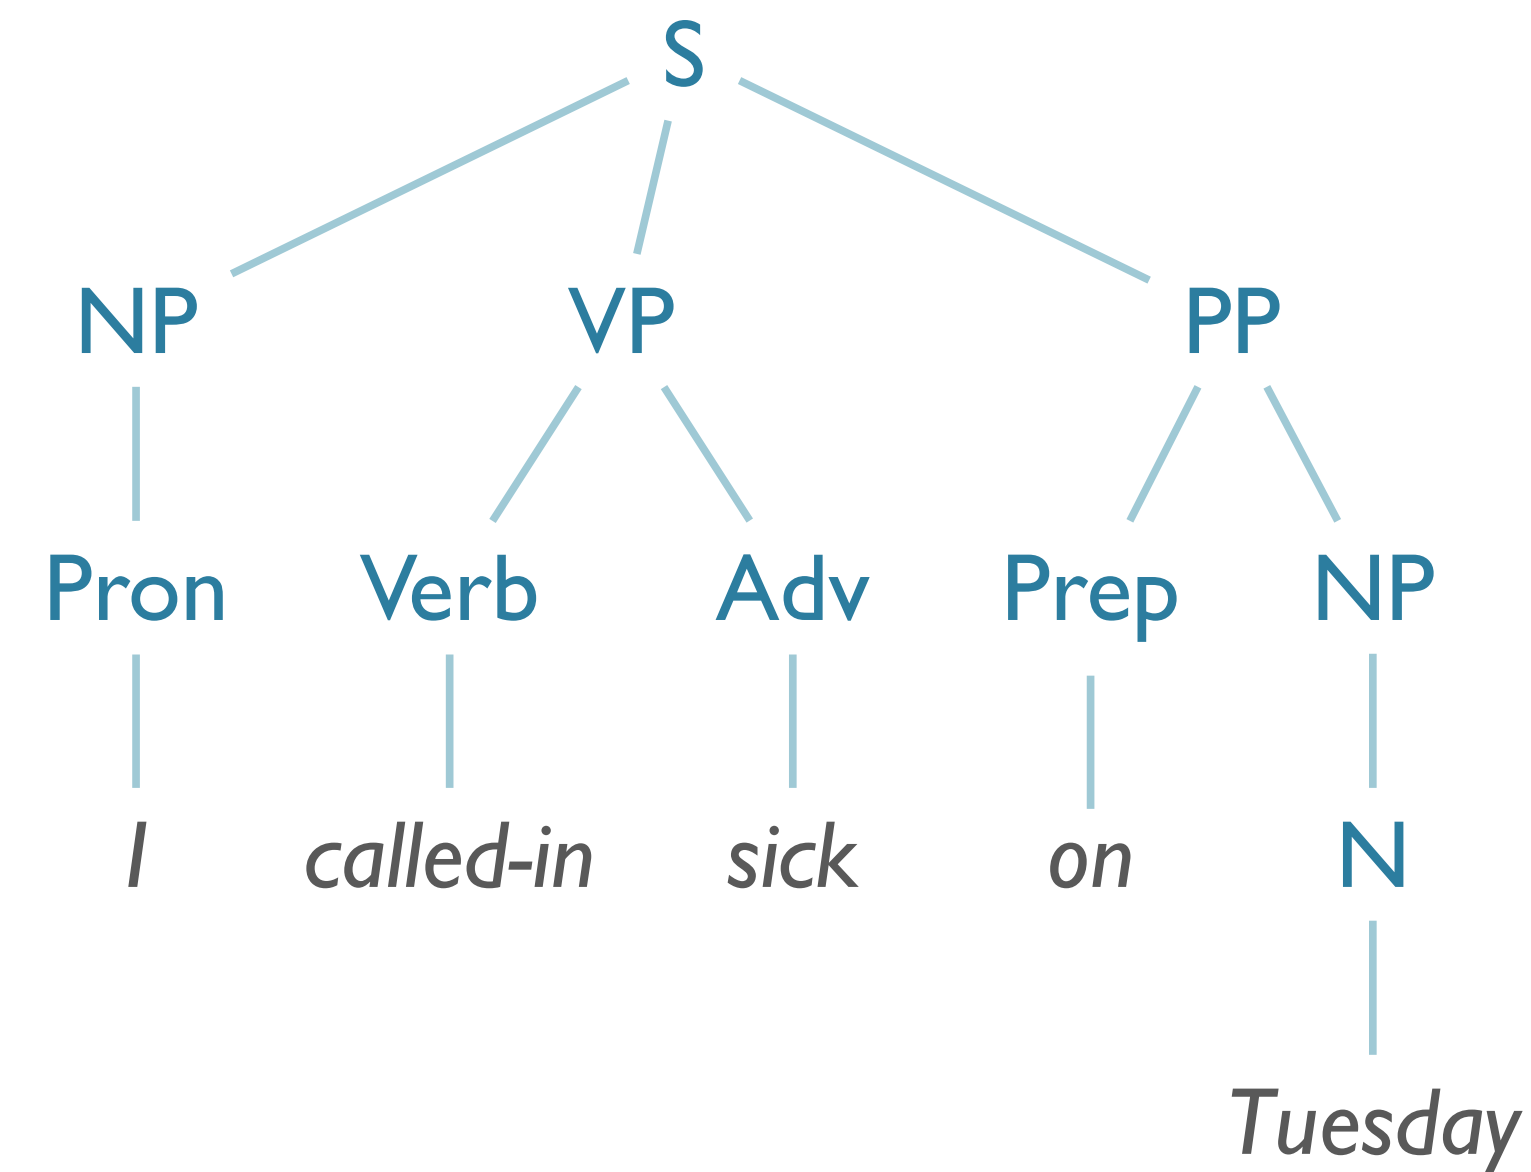 S
NP VP PP
Pron Verb Adv Prep NP
I called-in sick on N
Tuesday